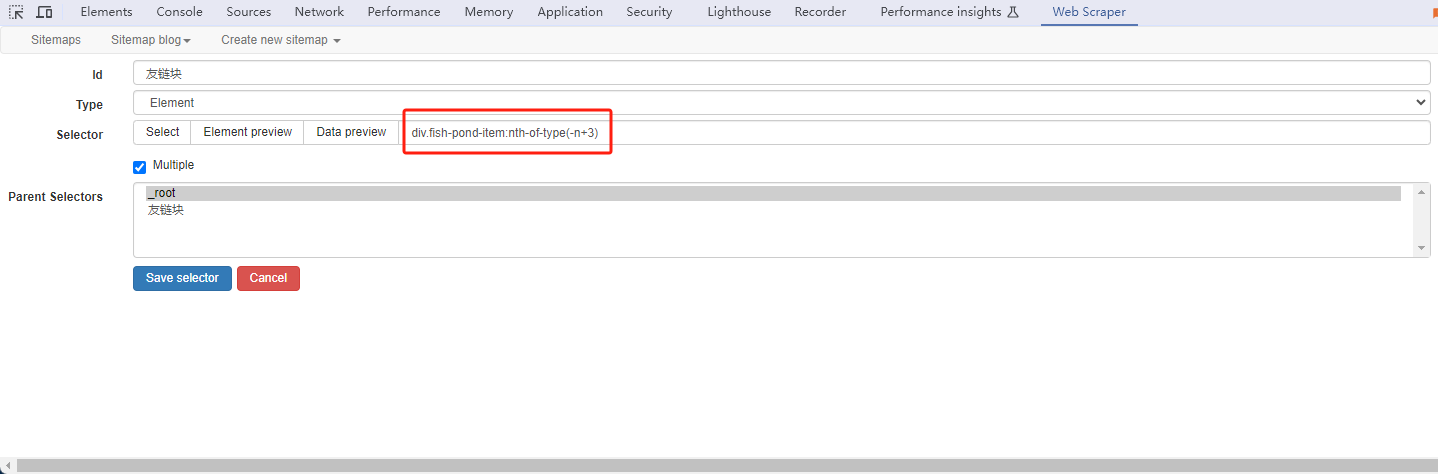 Elements Console Sources Network Performance Memory Application Security Lighthouse Recorder Performance insights Web Scraper
Sitemaps Sitemap blog Create new sitemap
Id 友链块
Type Element
Selector Select Element preview Data preview div.fish-pond-item:nth-of-type(-n+3)
Multiple
Parent Selectors _root
友链块
Save selector Cancel